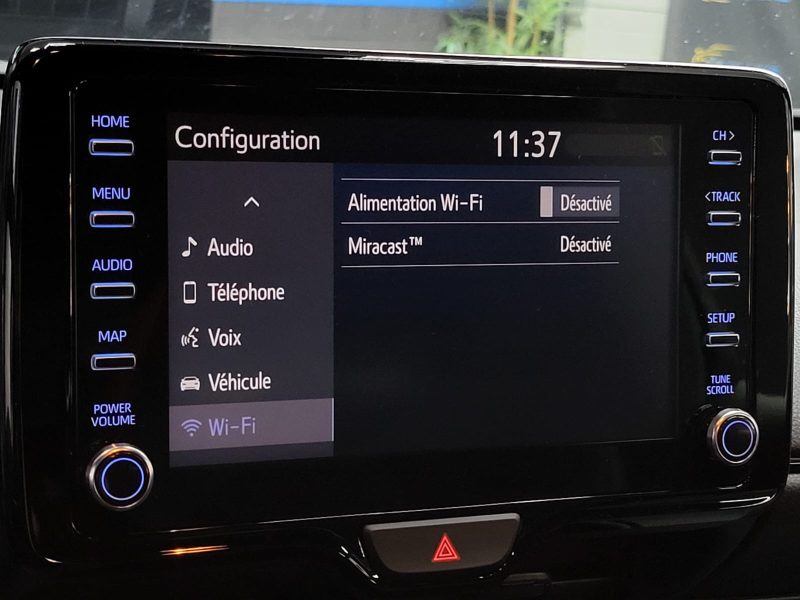 HOME
MENU
AUDIO
MAP
POWER
VOLUME
Configuration 11:37
Audio
Téléphone
Voix
Véhicule
Wi-Fi
Alimentation Wi-Fi Désactivé
Miracast™ Désactivé
CH >
< TRACK
PHONE
SETUP
TUNE
SCROLL